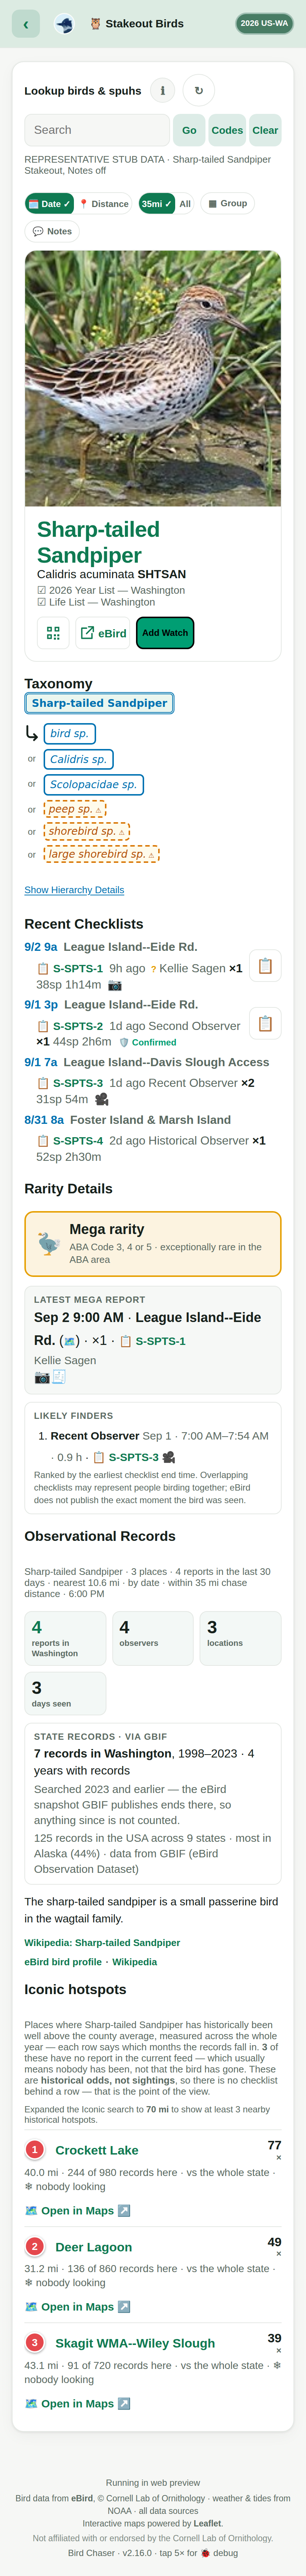 ‹ 🦉 Stakeout Birds 2026 US-WA
Lookup birds & spuhs ℹ ↻
Search Go Codes Clear
REPRESENTATIVE STUB DATA · Sharp-tailed Sandpiper
Stakeout, Notes off
🗓️ Date ✓ 📍 Distance 35mi ✓ All ▦ Group
💬 Notes
Sharp-tailed
Sandpiper
Calidris acuminata SHTSAN
☑ 2026 Year List — Washington
☑ Life List — Washington
eBird Add Watch
Taxonomy
Sharp-tailed Sandpiper
↳ bird sp.
or Calidris sp.
or Scolopacidae sp.
or peep sp. ⚠
or shorebird sp. ⚠
or large shorebird sp. ⚠
Show Hierarchy Details
Recent Checklists
9/2 9a League Island--Eide Rd.
📋 S-SPTS-1 9h ago ? Kellie Sagen ×1
38sp 1h14m 📷
9/1 3p League Island--Eide Rd.
📋 S-SPTS-2 1d ago Second Observer
×1 44sp 2h6m 🛡️ Confirmed
9/1 7a League Island--Davis Slough Access
📋 S-SPTS-3 1d ago Recent Observer ×2
31sp 54m 🎥
8/31 8a Foster Island & Marsh Island
📋 S-SPTS-4 2d ago Historical Observer ×1
52sp 2h30m
Rarity Details
🦤 Mega rarity
ABA Code 3, 4 or 5 · exceptionally rare in the
ABA area
LATEST MEGA REPORT
Sep 2 9:00 AM · League Island--Eide
Rd. (🗺️) · ×1 · 📋 S-SPTS-1
Kellie Sagen
📷🧾
LIKELY FINDERS
1. Recent Observer Sep 1 · 7:00 AM–7:54 AM
· 0.9 h · 📋 S-SPTS-3 🎥
Ranked by the earliest checklist end time. Overlapping
checklists may represent people birding together; eBird
does not publish the exact moment the bird was seen.
Observational Records
Sharp-tailed Sandpiper · 3 places · 4 reports in the last 30
days · nearest 10.6 mi · by date · within 35 mi chase
distance · 6:00 PM
4 reports in Washington
4 observers
3 locations
3 days seen
STATE RECORDS · VIA GBIF
7 records in Washington, 1998–2023 · 4
years with records
Searched 2023 and earlier — the eBird
snapshot GBIF publishes ends there, so
anything since is not counted.
125 records in the USA across 9 states · most in
Alaska (44%) · data from GBIF (eBird
Observation Dataset)
The sharp-tailed sandpiper is a small passerine bird
in the wagtail family.
Wikipedia: Sharp-tailed Sandpiper
eBird bird profile · Wikipedia
Iconic hotspots
Places where Sharp-tailed Sandpiper has historically been
well above the county average, measured across the whole
year — each row says which months the records fall in. 3 of
these have no report in the current feed — which usually
means nobody has been, not that the bird has gone. These
are historical odds, not sightings, so there is no checklist
behind a row — that is the point of the view.
Expanded the Iconic search to 70 mi to show at least 3 nearby
historical hotspots.
1 Crockett Lake 77
×
40.0 mi · 244 of 980 records here · vs the whole state ·
❄ nobody looking
🗺️ Open in Maps ↗️
2 Deer Lagoon 49
×
31.2 mi · 136 of 860 records here · vs the whole state ·
❄ nobody looking
🗺️ Open in Maps ↗️
3 Skagit WMA--Wiley Slough 39
×
43.1 mi · 91 of 720 records here · vs the whole state · ❄
nobody looking
🗺️ Open in Maps ↗️
Running in web preview
Bird data from eBird, © Cornell Lab of Ornithology · weather & tides from
NOAA · all data sources
Interactive maps powered by Leaflet.
Not affiliated with or endorsed by the Cornell Lab of Ornithology.
Bird Chaser · v2.16.0 · tap 5× for 🐞 debug